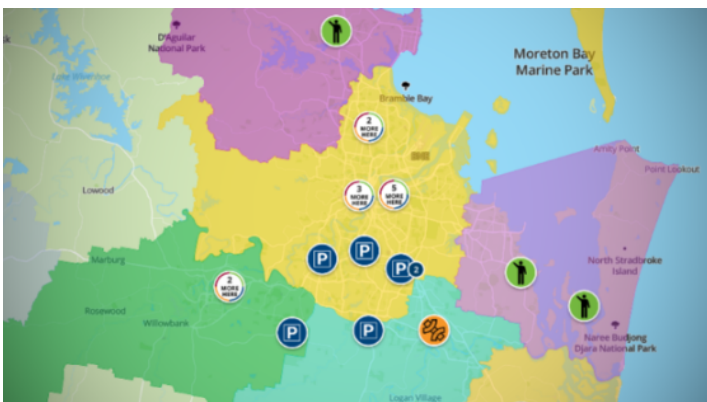 D'Aguilar
National Park
Moreton Bay
Marine Park
Lake Wivenhoe
Bramble Bay
2
MORE
HERE
Amity Point
Point Lookout
Lowood
3
MORE
HERE
5
MORE
HERE
Marburg
P
P
P 2
North Stradbroke
Island
2
MORE
HERE
Rosewood
Willowbank
P
P
Naree Budjong
Djara National Park
Logan Village